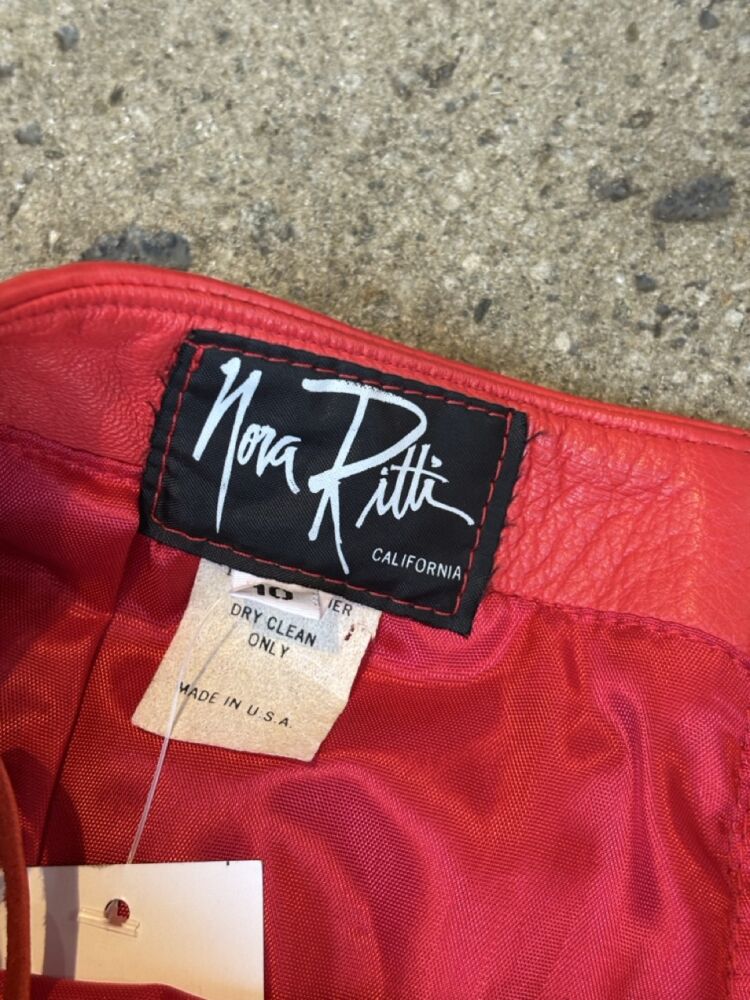 Nora Ritti
CALIFORNIA
10
DRY CLEAN
ONLY
MADE IN U.S.A.